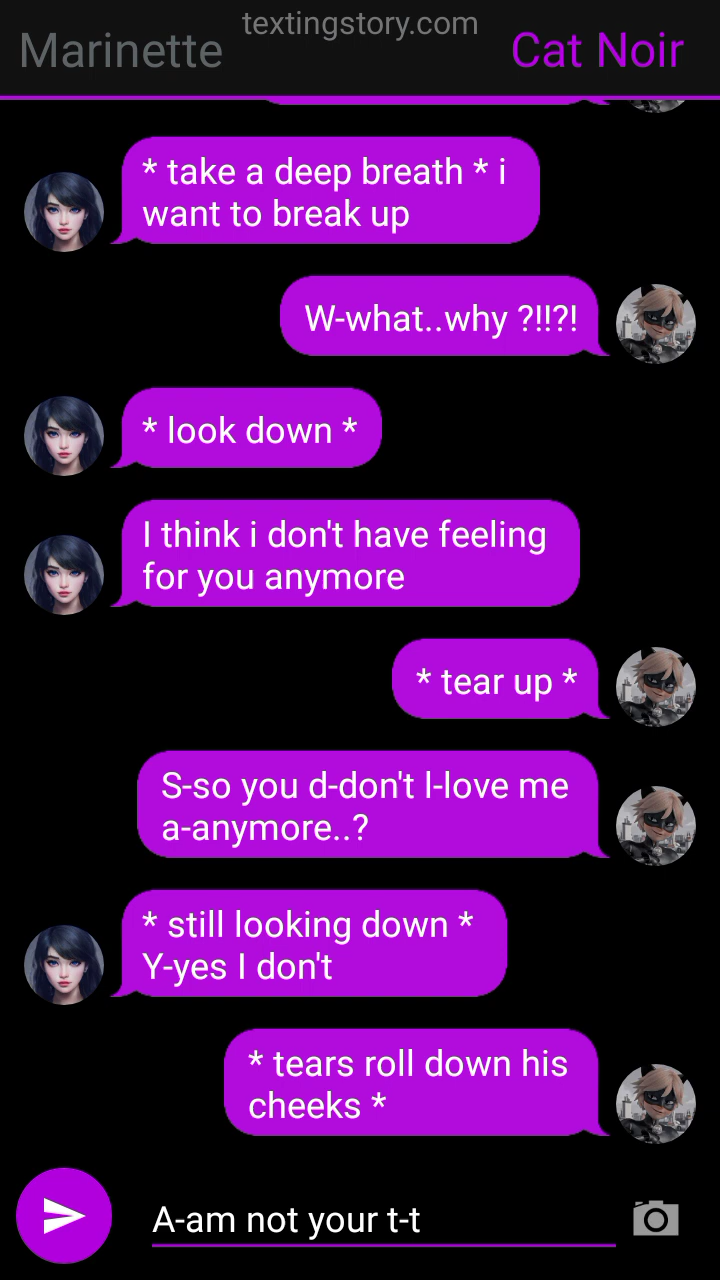 textingstory.com
Marinette
Cat Noir
* take a deep breath * i
want to break up
W-what..why ?!!?!
* look down *
I think i don't have feeling
for you anymore
* tear up *
S-so you d-don't l-love me
a-anymore..?
* still looking down *
Y-yes I don't
* tears roll down his
cheeks *
A-am not your t-t